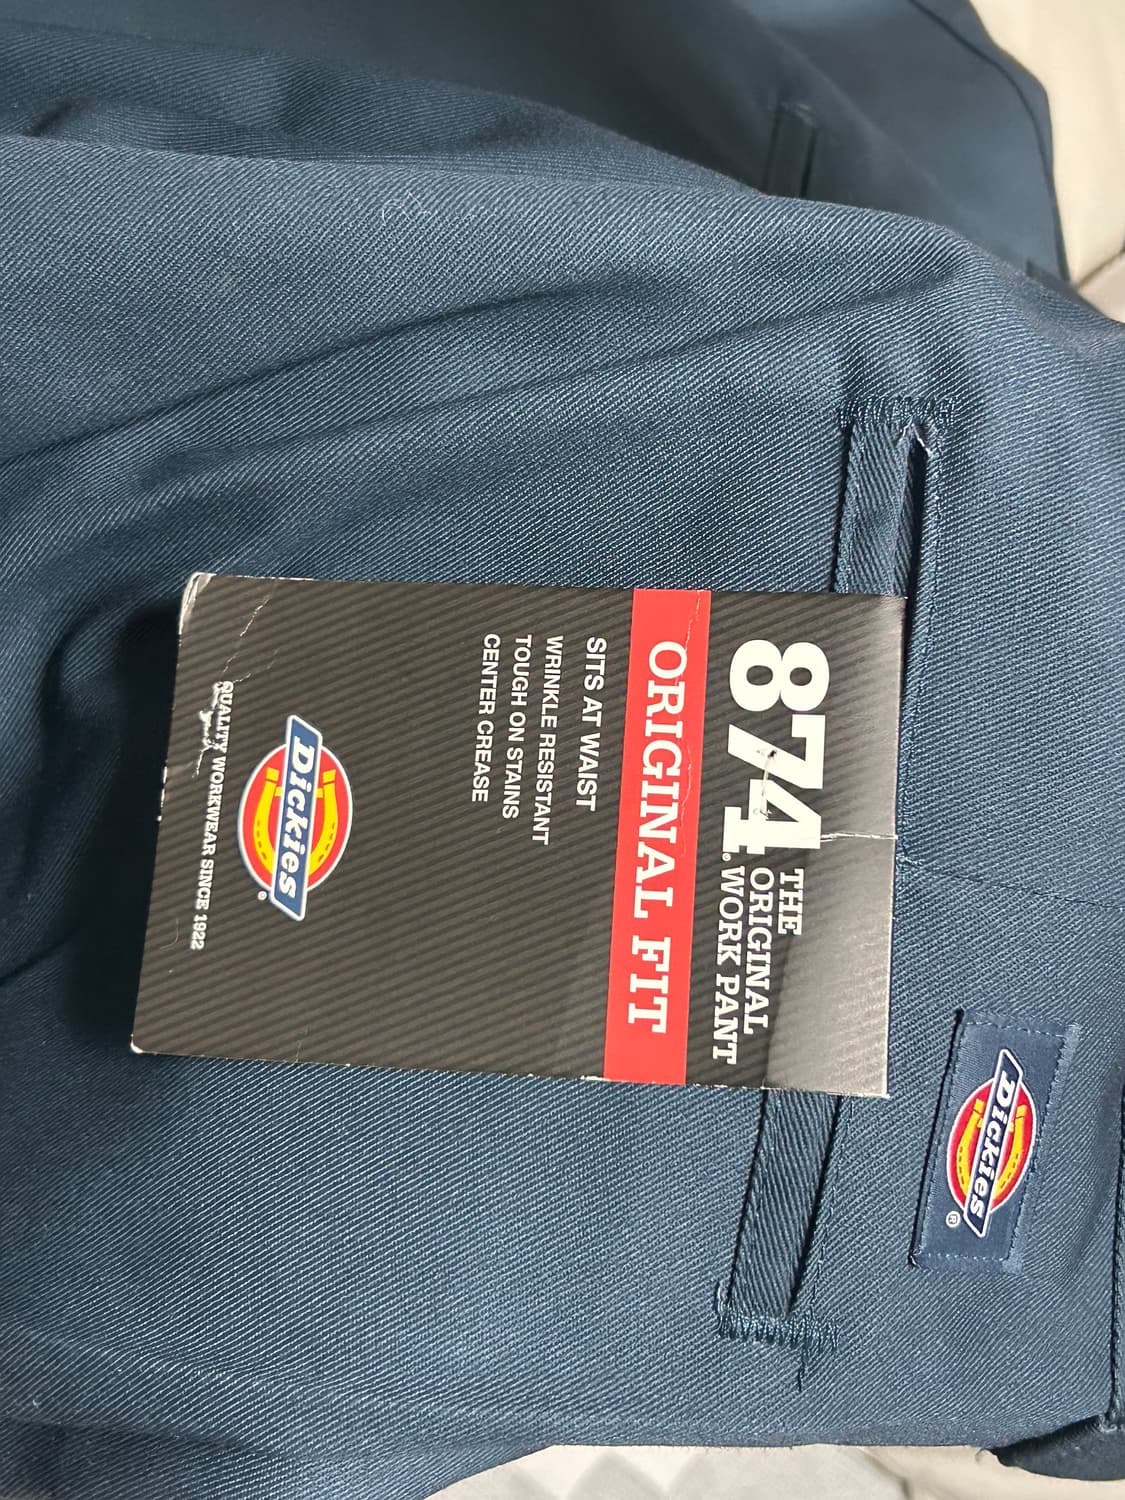 874
®
THE
ORIGINAL
WORK PANT
ORIGINAL FIT
SITS AT WAIST
WRINKLE RESISTANT
TOUGH ON STAINS
CENTER CREASE
Dickies
®
QUALITY WORKWEAR SINCE 1922
Dickies
®